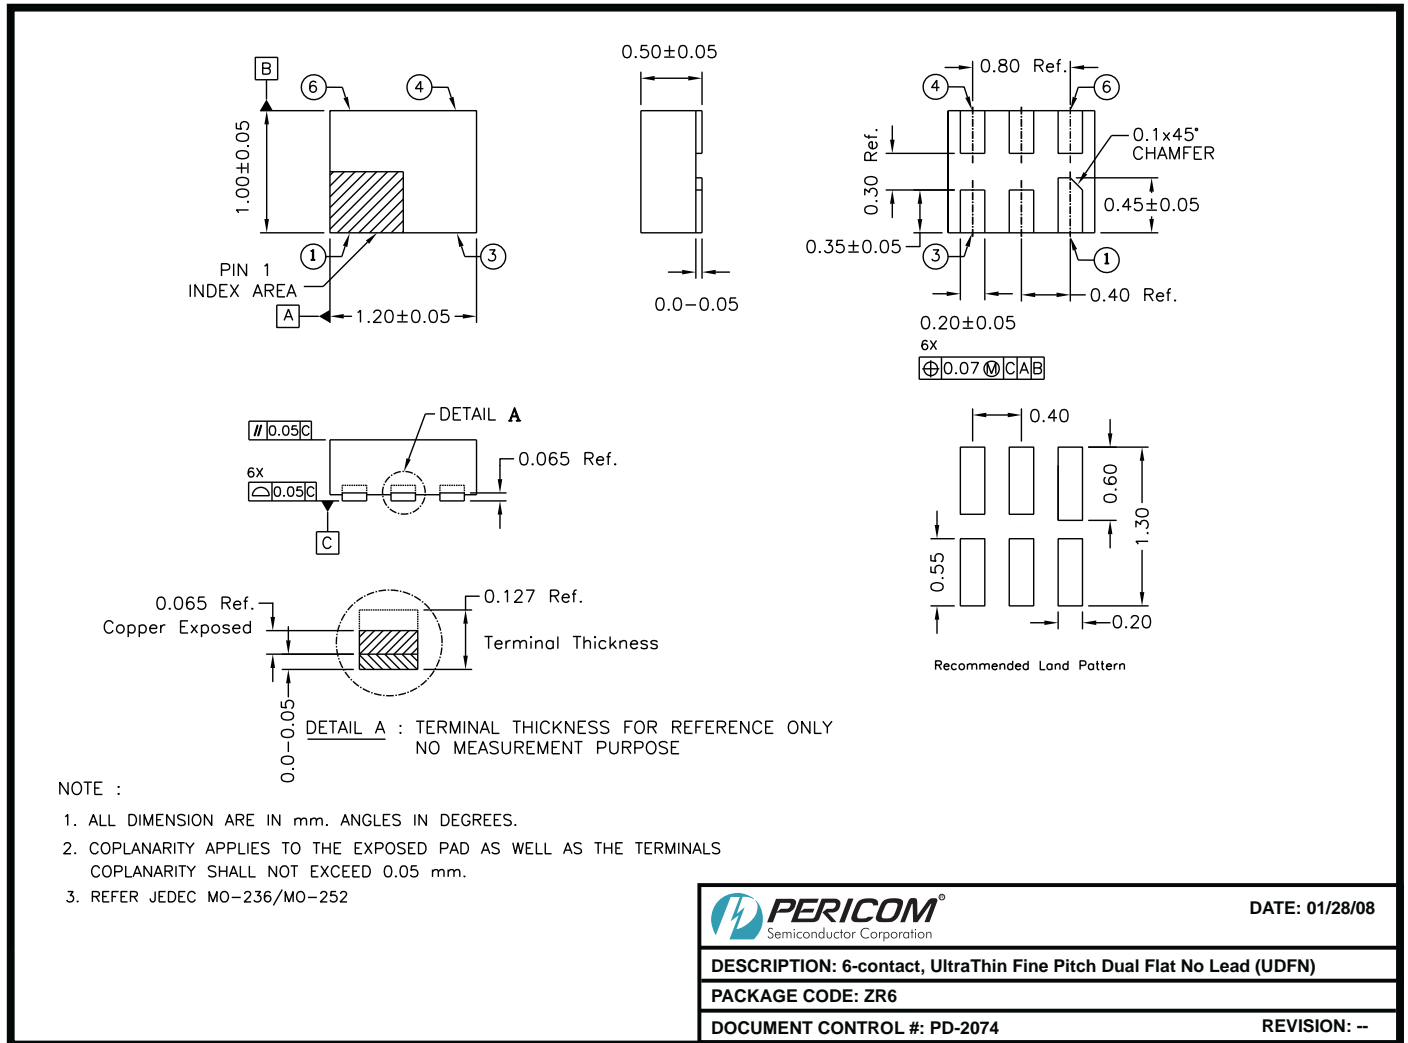 B
6
4
1.00±0.05
1
3
PIN 1
INDEX AREA
A
1.20±0.05
0.50±0.05
0.0-0.05
0.80 Ref.
4
6
0.30 Ref.
0.1x45°
CHAMFER
0.45±0.05
0.35±0.05
3
1
0.40 Ref.
0.20±0.05
6X
⌖ 0.07 Ⓜ C A B
DETAIL A
// 0.05 C
6X
⌓ 0.05 C
0.065 Ref.
C
0.40
0.60
1.30
0.55
0.20
Recommended Land Pattern
0.065 Ref.
Copper Exposed
0.127 Ref.
Terminal Thickness
0.0-0.05
DETAIL A : TERMINAL THICKNESS FOR REFERENCE ONLY
NO MEASUREMENT PURPOSE
NOTE :
1. ALL DIMENSION ARE IN mm. ANGLES IN DEGREES.
2. COPLANARITY APPLIES TO THE EXPOSED PAD AS WELL AS THE TERMINALS
COPLANARITY SHALL NOT EXCEED 0.05 mm.
3. REFER JEDEC MO-236/MO-252
PERICOM®
Semiconductor Corporation
DATE: 01/28/08
DESCRIPTION: 6-contact, UltraThin Fine Pitch Dual Flat No Lead (UDFN)
PACKAGE CODE: ZR6
DOCUMENT CONTROL #: PD-2074
REVISION: --